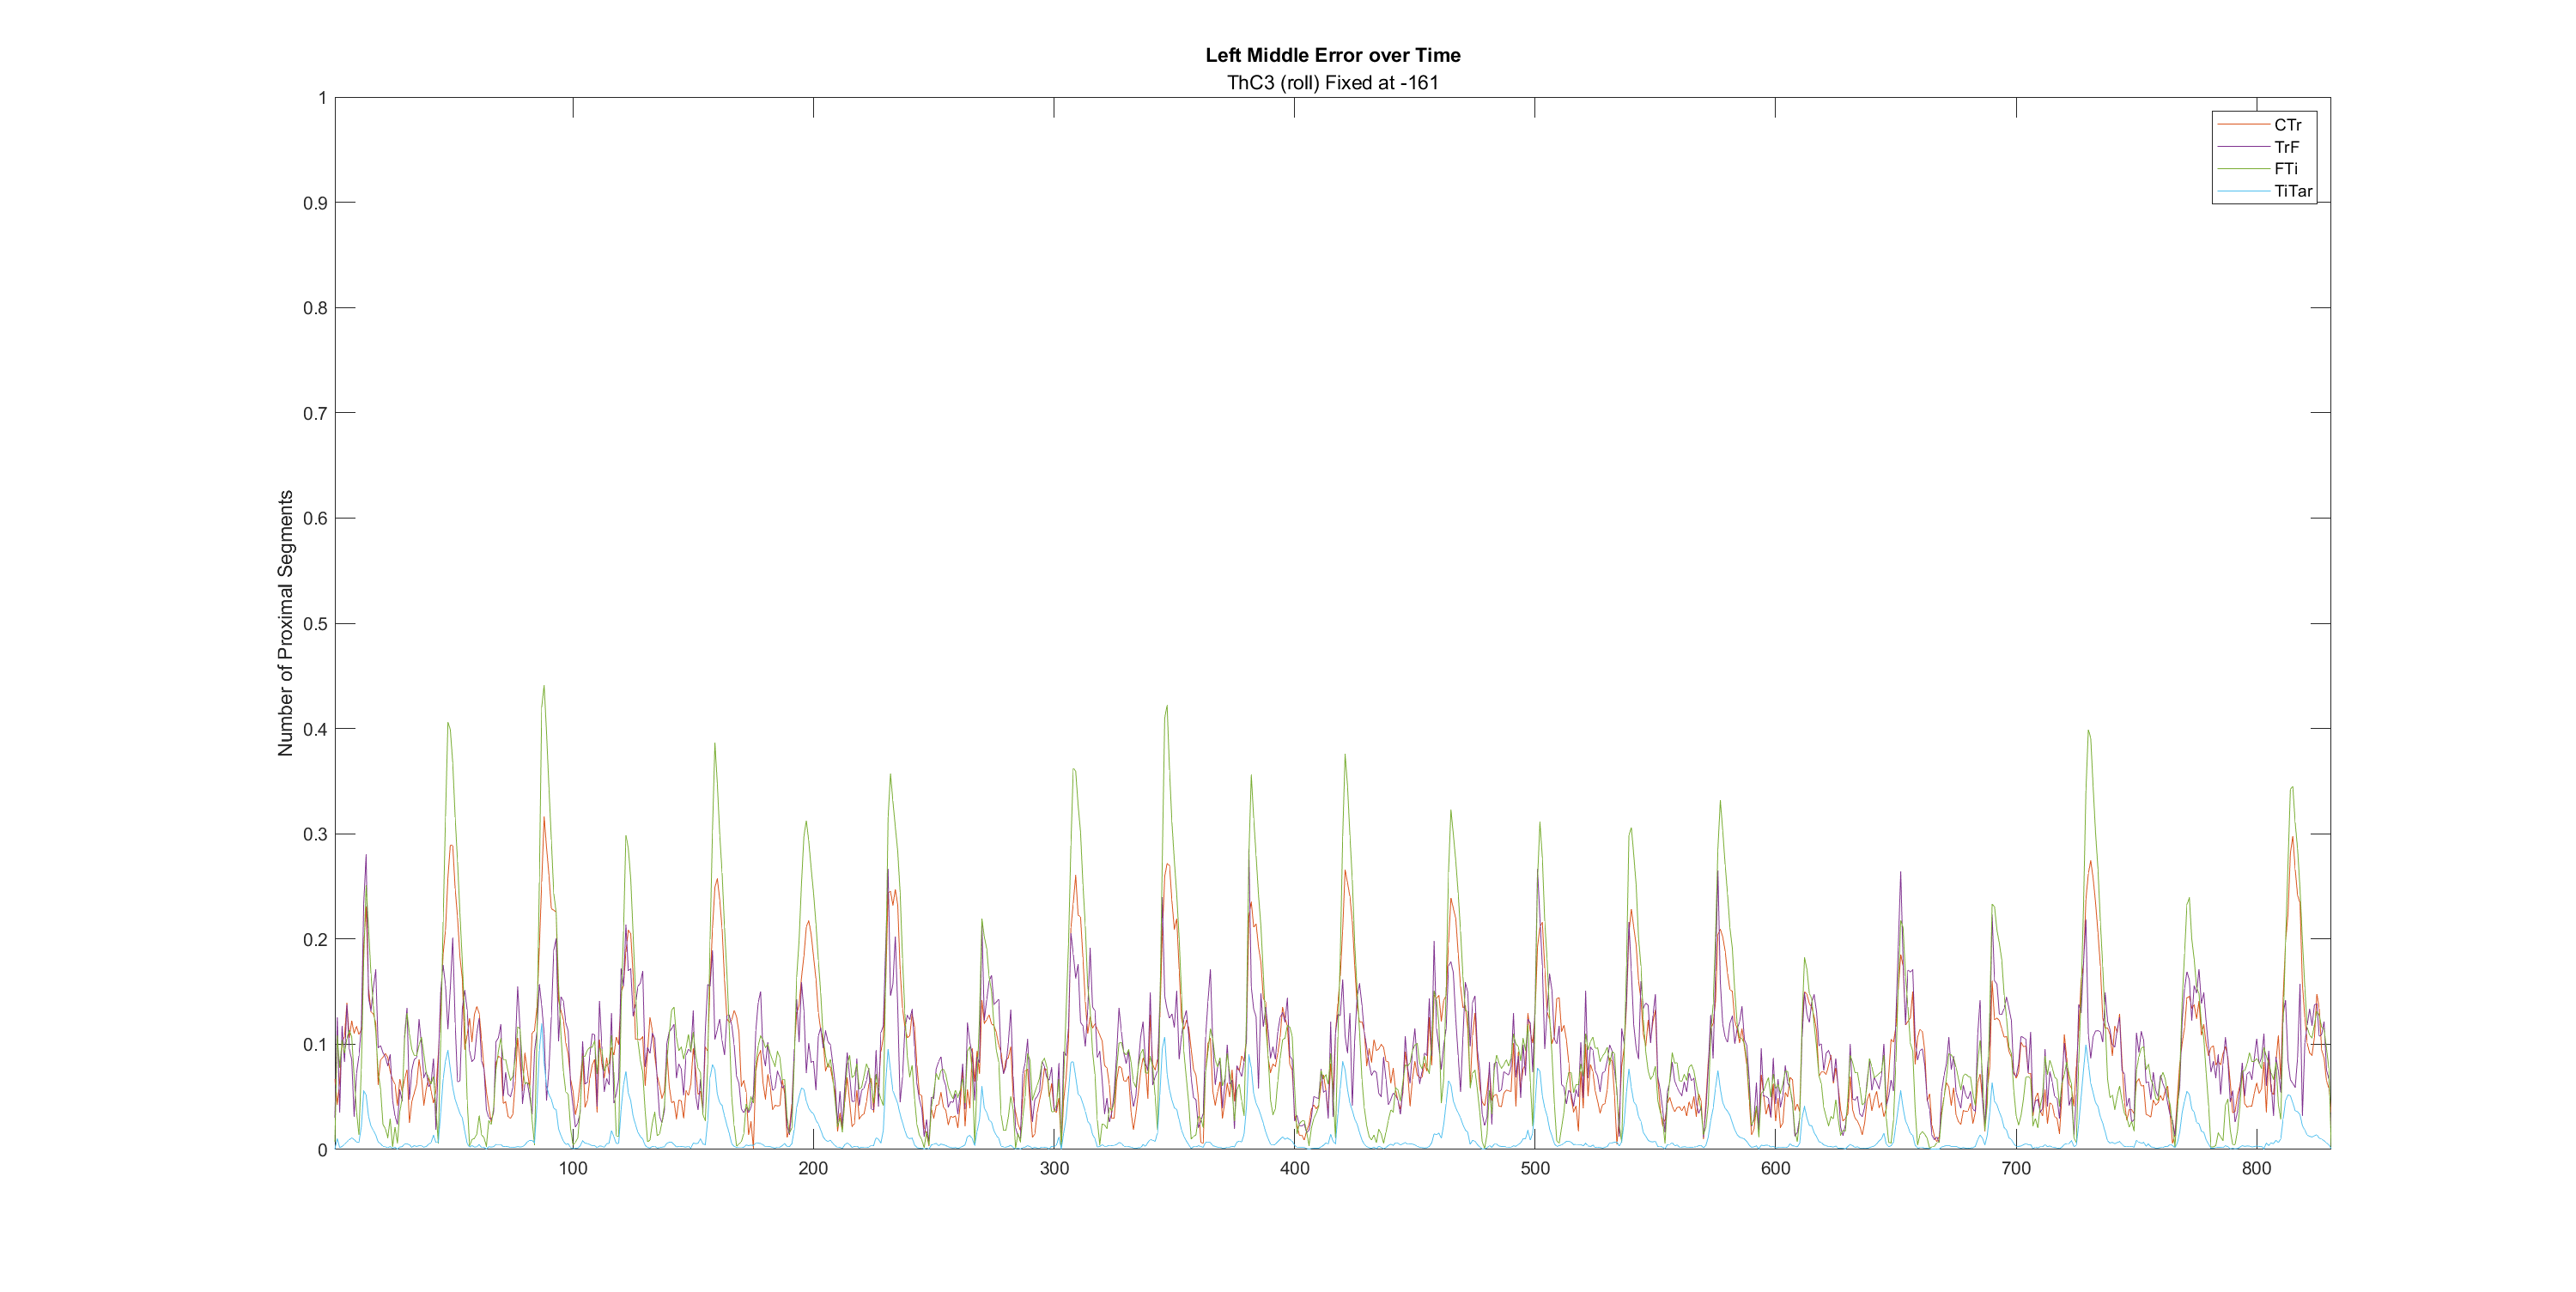 Left Middle Error over Time
ThC3 (roll) Fixed at -161
1
0.9
0.8
0.7
0.6
0.5
0.4
0.3
0.2
0.1
0
Number of Proximal Segments
CTr
TrF
FTi
TiTar
100
200
300
400
500
600
700
800